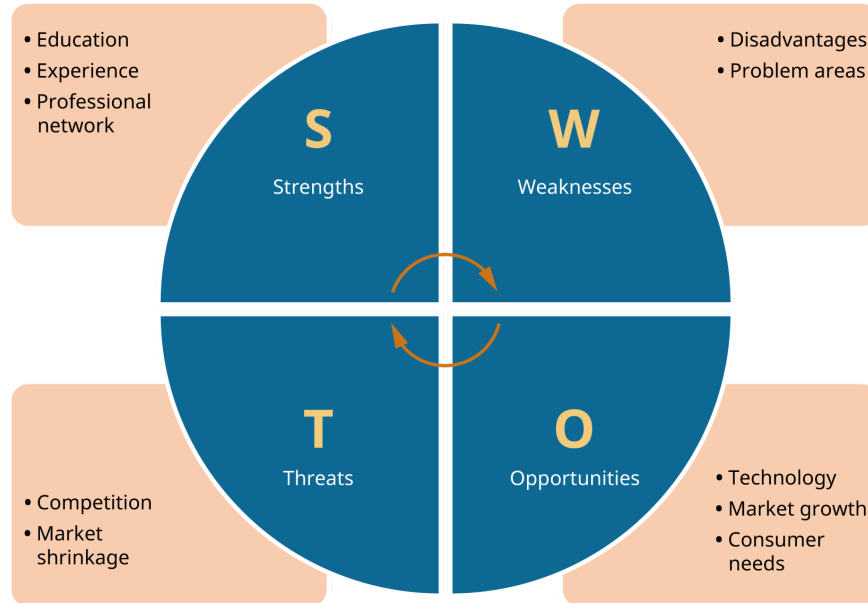 • Education
• Experience
• Professional
network
S
Strengths
W
Weaknesses
• Disadvantages
• Problem areas
• Competition
• Market
shrinkage
T
Threats
O
Opportunities
• Technology
• Market growth
• Consumer
needs